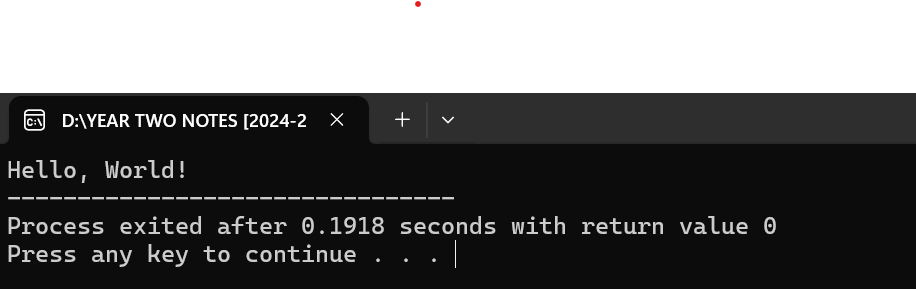 D:\YEAR TWO NOTES [2024-2
Hello, World!
--------------------------------
Process exited after 0.1918 seconds with return value 0
Press any key to continue . . .